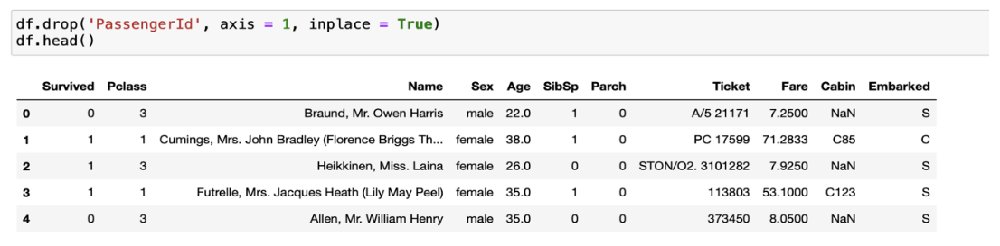 df.drop('PassengerId', axis = 1, inplace = True)
df.head()
Survived Pclass Name Sex Age SibSp Parch Ticket Fare Cabin Embarked
0 0 3 Braund, Mr. Owen Harris male 22.0 1 0 A/5 21171 7.2500 NaN S
1 1 1 Cumings, Mrs. John Bradley (Florence Briggs Th... female 38.0 1 0 PC 17599 71.2833 C85 C
2 1 3 Heikkinen, Miss. Laina female 26.0 0 0 STON/O2. 3101282 7.9250 NaN S
3 1 1 Futrelle, Mrs. Jacques Heath (Lily May Peel) female 35.0 1 0 113803 53.1000 C123 S
4 0 3 Allen, Mr. William Henry male 35.0 0 0 373450 8.0500 NaN S